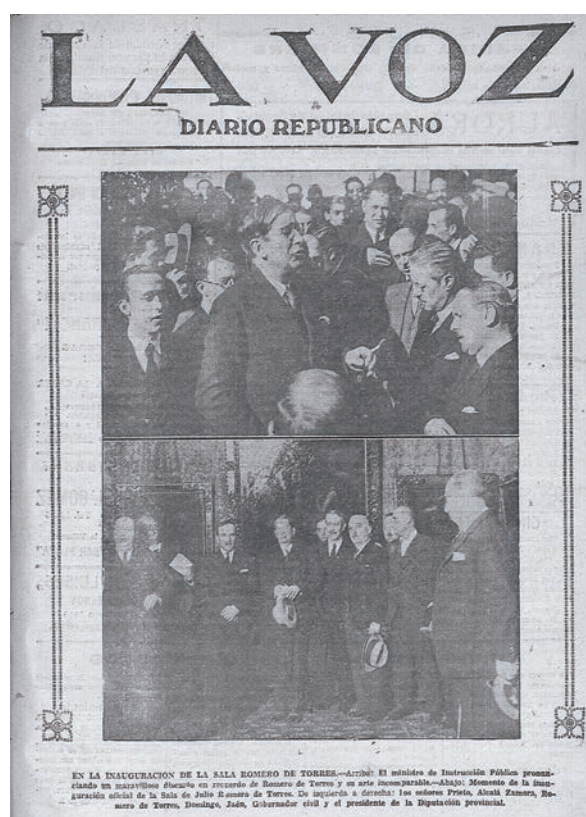 LA VOZ
DIARIO REPUBLICANO
EN LA INAUGURACION DE LA SALA ROMERO DE TORRES.—Arriba: El ministro de Instrucción Pública pronun-
ciando un maravilloso discurso en recuerdo de Romero de Torres y su arte incomparable.—Abajo: Momento de la inau-
guración oficial de la Sala de Julio Romero de Torres. De izquierda a derecha: los señores Prieto, Alcalá Zamora, Ro-
mero de Torres, Domingo, Jaén, Gobernador civil y el presidente de la Diputación provincial.